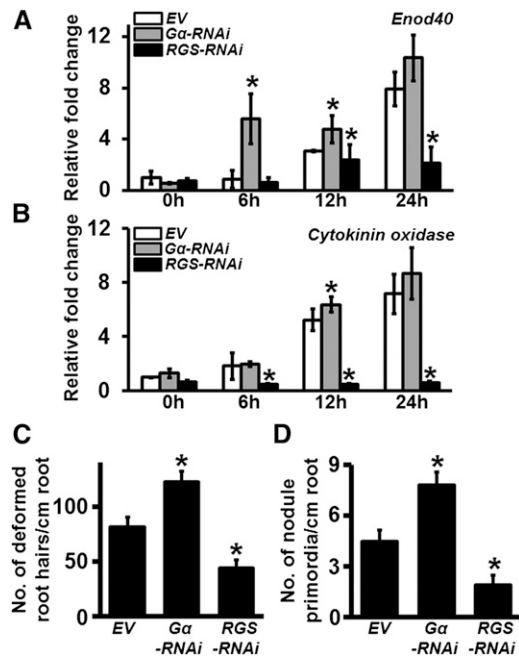 A
Enod40
EV
Gα-RNAi
RGS-RNAi
Relative fold change
12
8
4
0
*
*
*
*
0h 6h 12h 24h
B
Cytokinin oxidase
EV
Gα-RNAi
RGS-RNAi
Relative fold change
12
8
4
0
*
*
*
*
0h 6h 12h 24h
C
No. of deformed
root hairs/cm root
100
50
0
*
*
EV Gα RGS
-RNAi -RNAi
D
No. of nodule
primordia/cm root
9
6
3
0
*
*
EV Gα RGS
-RNAi -RNAi